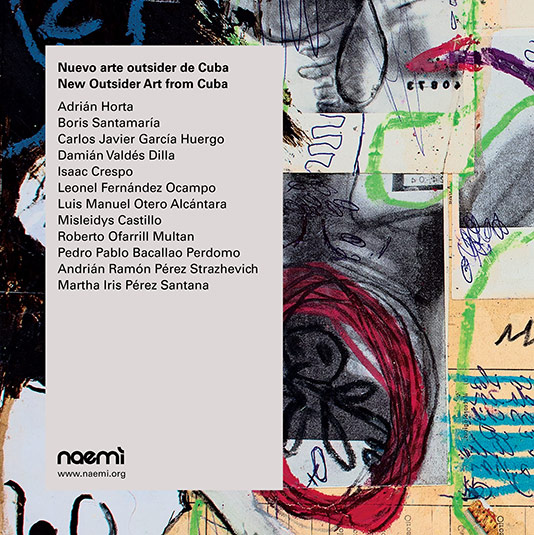 Nuevo arte outsider de Cuba
New Outsider Art from Cuba
Adrián Horta
Boris Santamaría
Carlos Javier García Huergo
Damián Valdés Dilla
Isaac Crespo
Leonel Fernández Ocampo
Luis Manuel Otero Alcántara
Misleidys Castillo
Roberto Ofarrill Multan
Pedro Pablo Bacallao Perdomo
Andrián Ramón Pérez Strazhevich
Martha Iris Pérez Santana
naemì
www.naemi.org